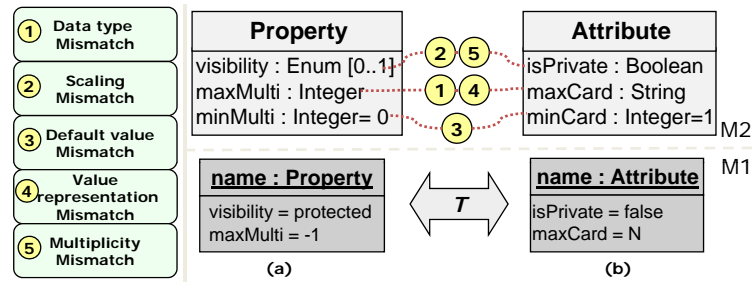 1
Data type
Mismatch
2
Scaling
Mismatch
3
Default value
Mismatch
4
Value
representation
Mismatch
5
Multiplicity
Mismatch
Property
visibility : Enum [0..1]
maxMulti : Integer
minMulti : Integer= 0
2 5
1 4
3
Attribute
isPrivate : Boolean
maxCard : String
minCard : Integer=1
M2
M1
name : Property
visibility = protected
maxMulti = -1
(a)
T
name : Attribute
isPrivate = false
maxCard = N
(b)